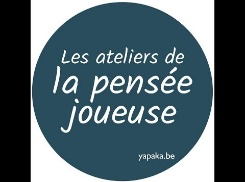 Les ateliers de
la pensée
joueuse
yapaka.be